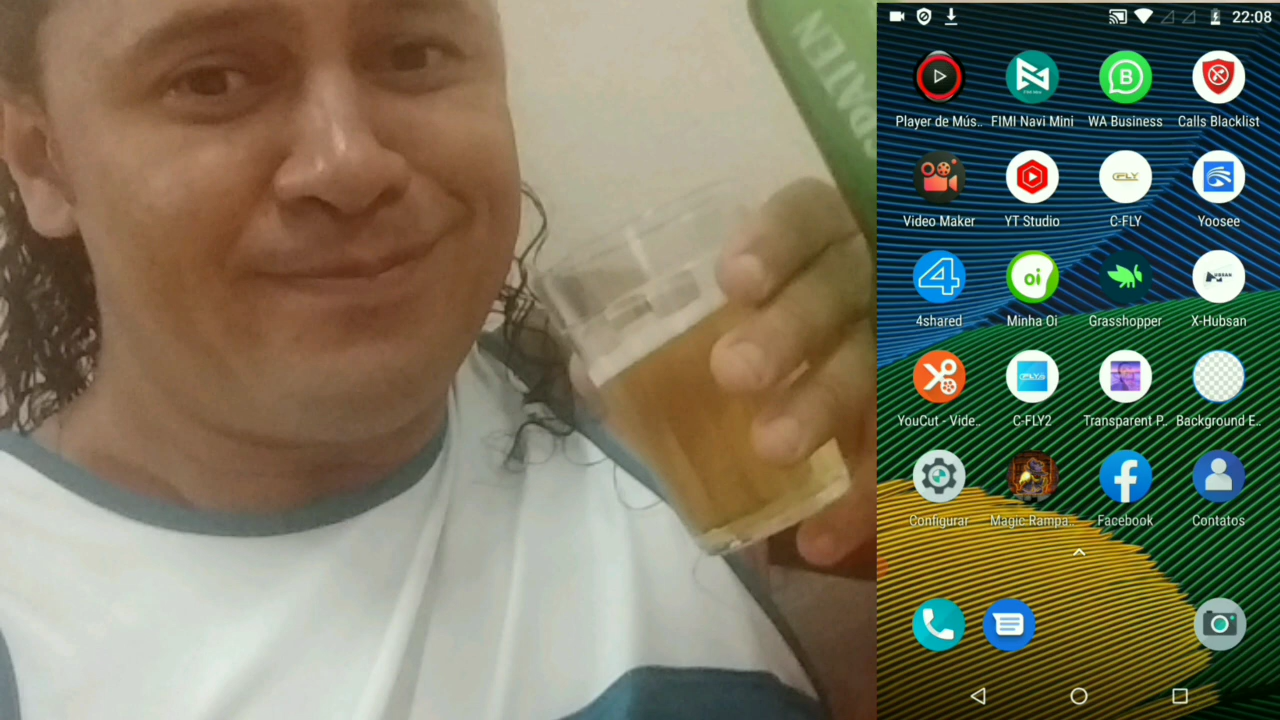 SPATEN
22:08
Player de Mús..
FIMI Navi Mini
WA Business
Calls Blacklist
Video Maker
YT Studio
C-FLY
Yoosee
4shared
Minha Oi
Grasshopper
X-Hubsan
YouCut - Vide..
C-FLY2
Transparent P..
Background E..
Configurar
Magic Rampa..
Facebook
Contatos